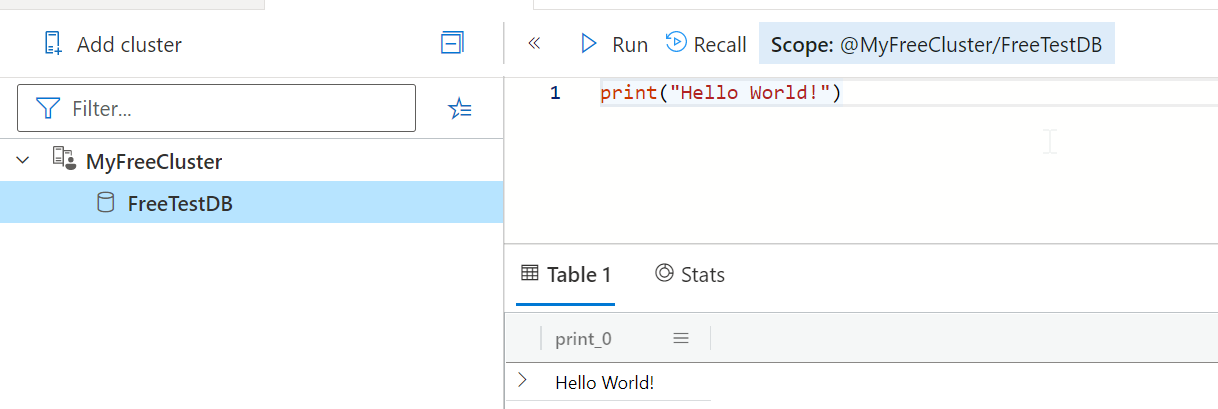 Add cluster
Run Recall Scope: @MyFreeCluster/FreeTestDB
Filter...
1 print("Hello World!")
MyFreeCluster
FreeTestDB
Table 1 Stats
print_0
Hello World!